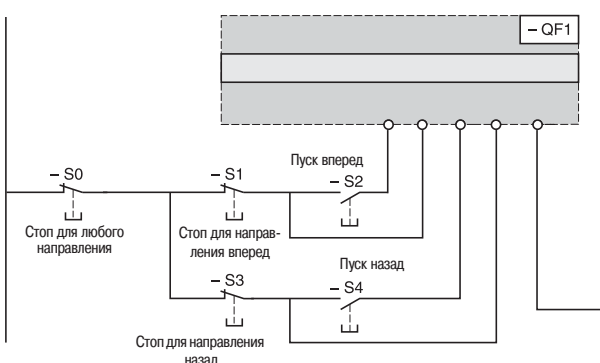 – QF1
Пуск вперед
– S0
– S1
– S2
Стоп для любого
направления
Стоп для направ-
ления вперед
Пуск назад
– S3
– S4
Стоп для направления
назад